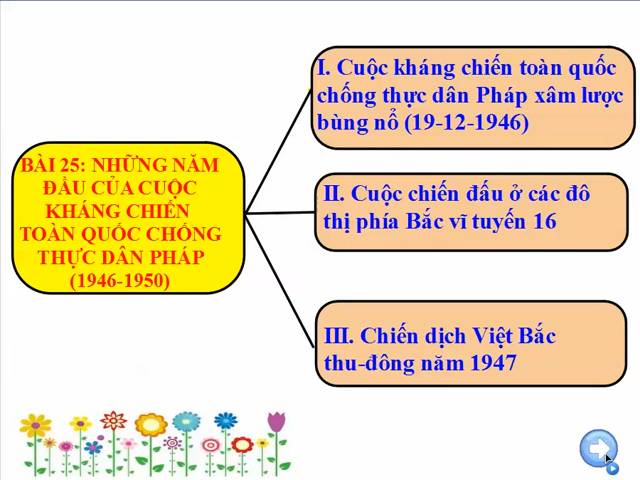 BÀI 25: NHỮNG NĂM
ĐẦU CỦA CUỘC
KHÁNG CHIẾN
TOÀN QUỐC CHỐNG
THỰC DÂN PHÁP
(1946-1950)
I. Cuộc kháng chiến toàn quốc
chống thực dân Pháp xâm lược
bùng nổ (19-12-1946)
II. Cuộc chiến đấu ở các đô
thị phía Bắc vĩ tuyến 16
III. Chiến dịch Việt Bắc
thu-đông năm 1947